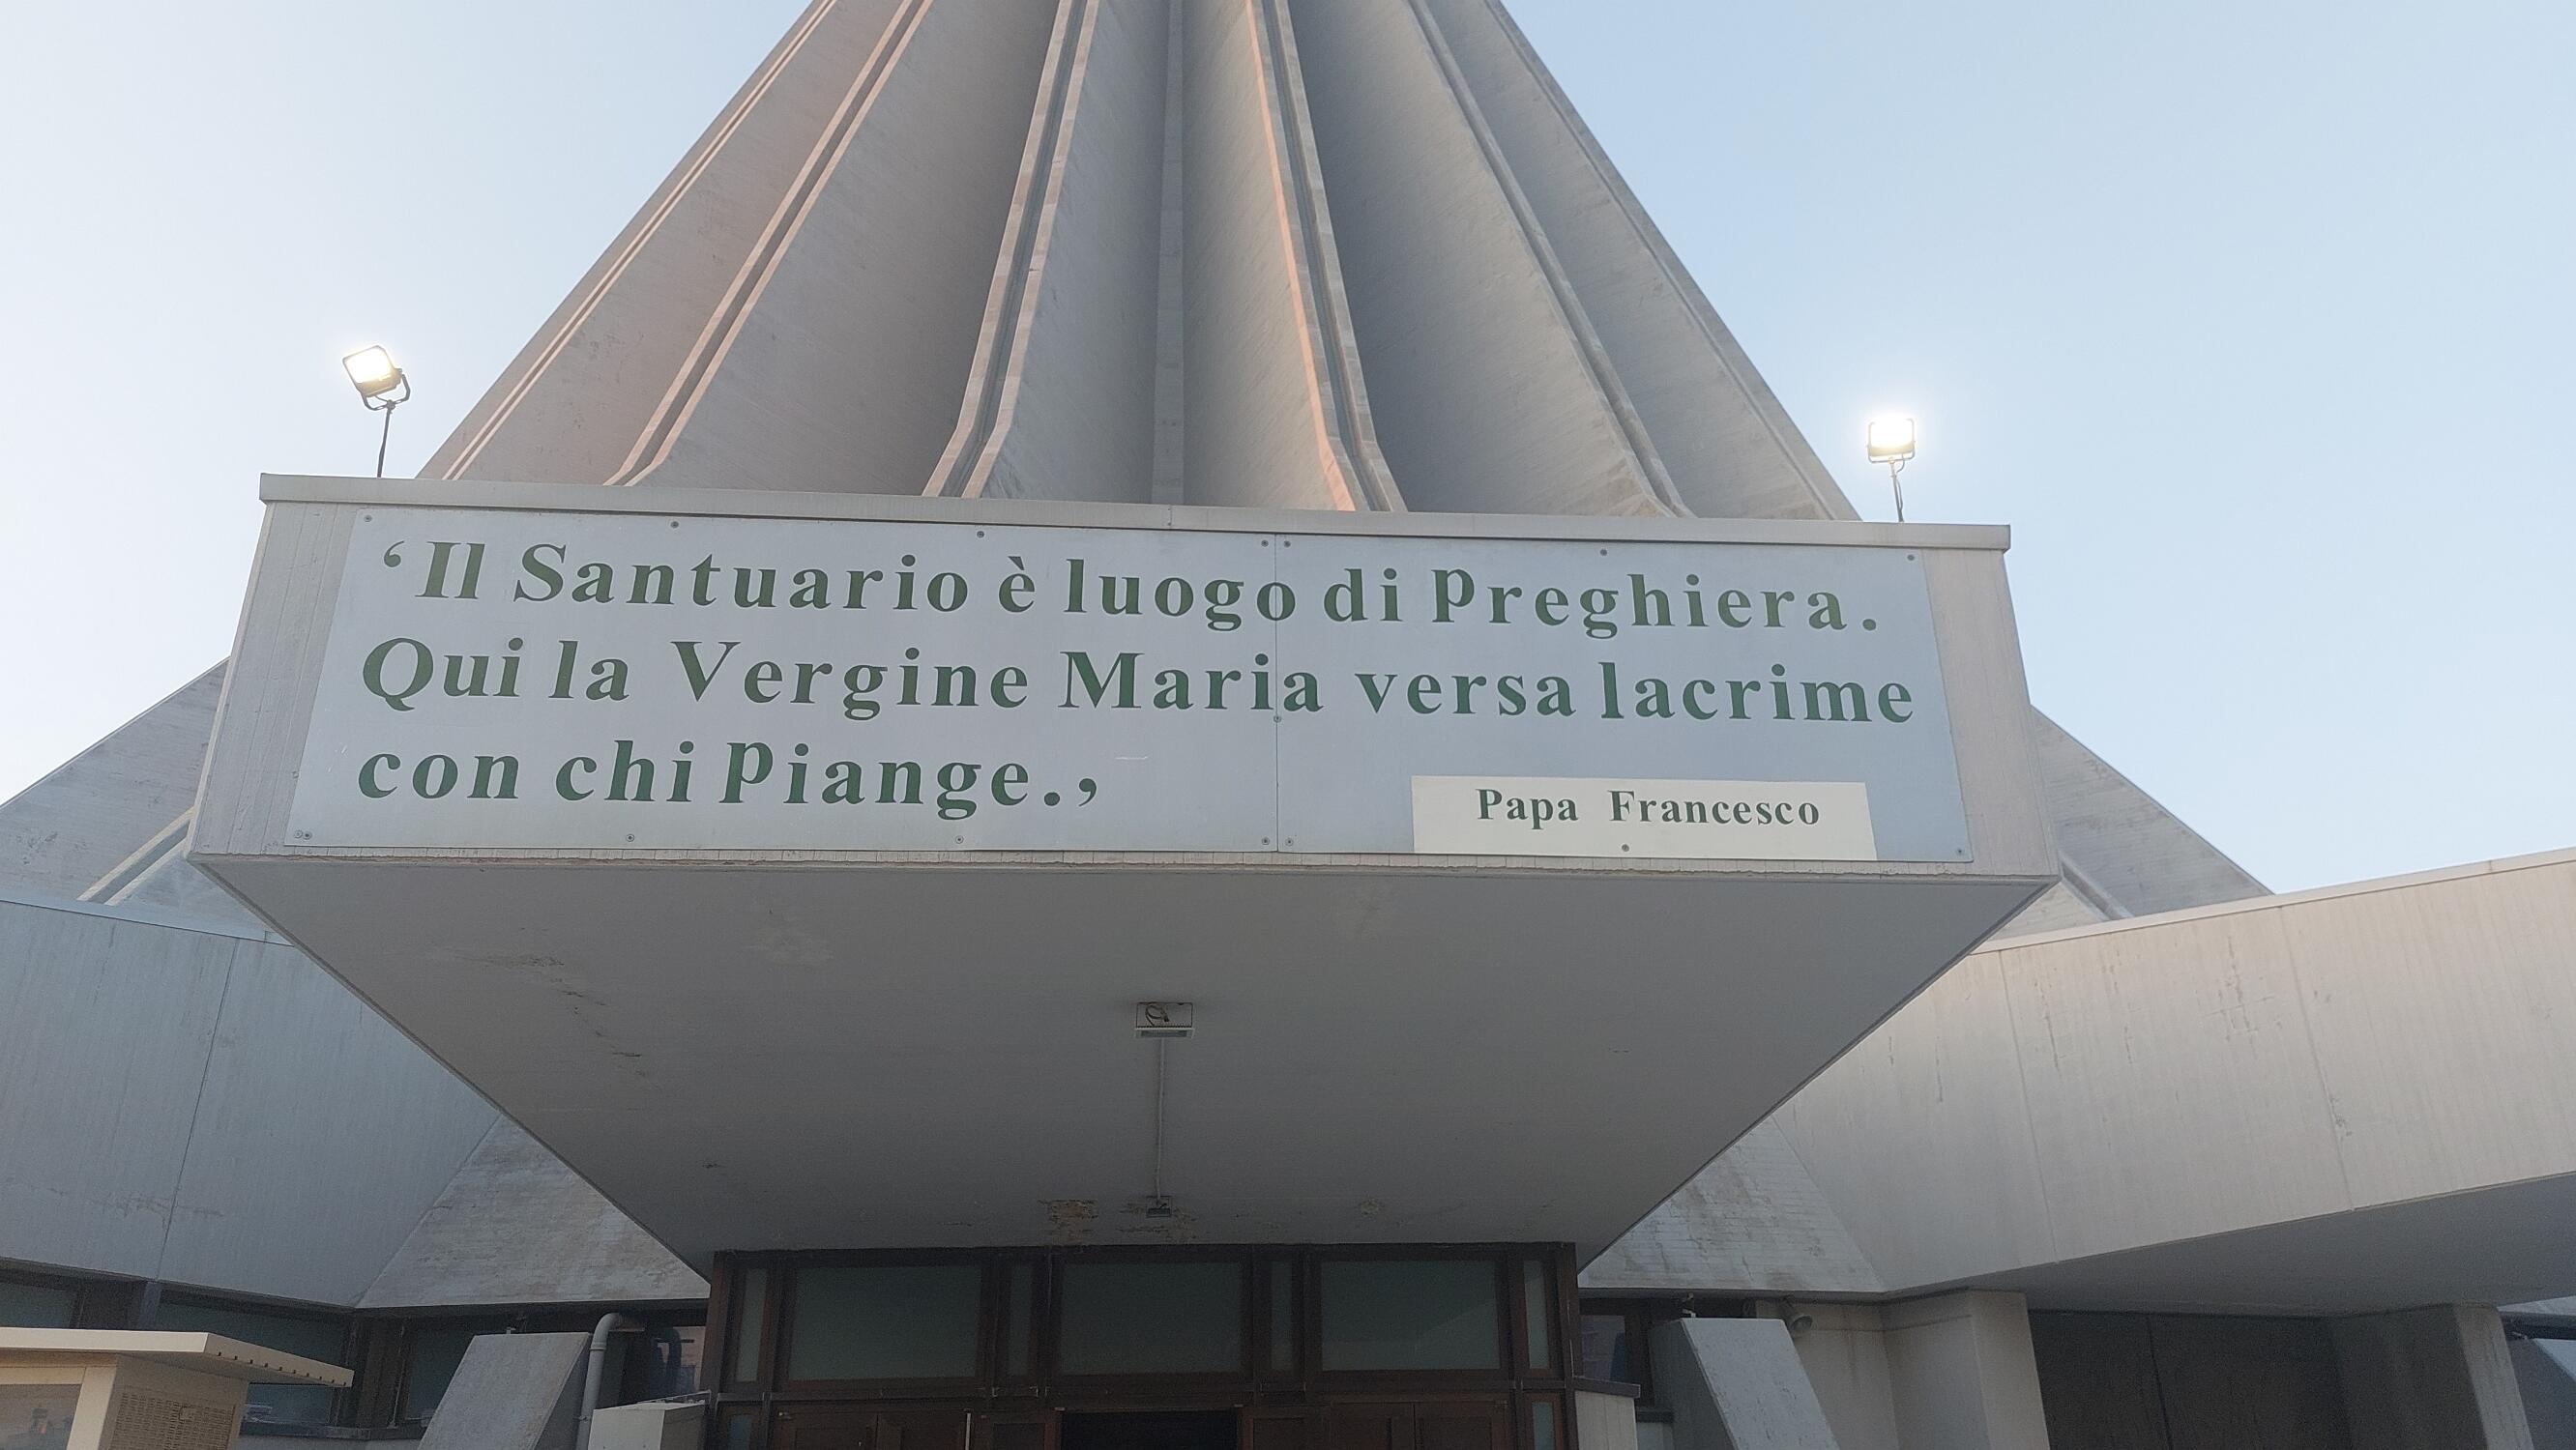 ‘Il Santuario è luogo di Preghiera.
Qui la Vergine Maria versa lacrime
con chi Piange.,
Papa Francesco